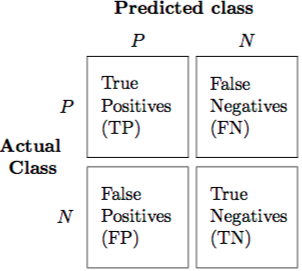 Predicted class
P N
P
True
Positives
(TP)
False
Negatives
(FN)
Actual
Class
N
False
Positives
(FP)
True
Negatives
(TN)